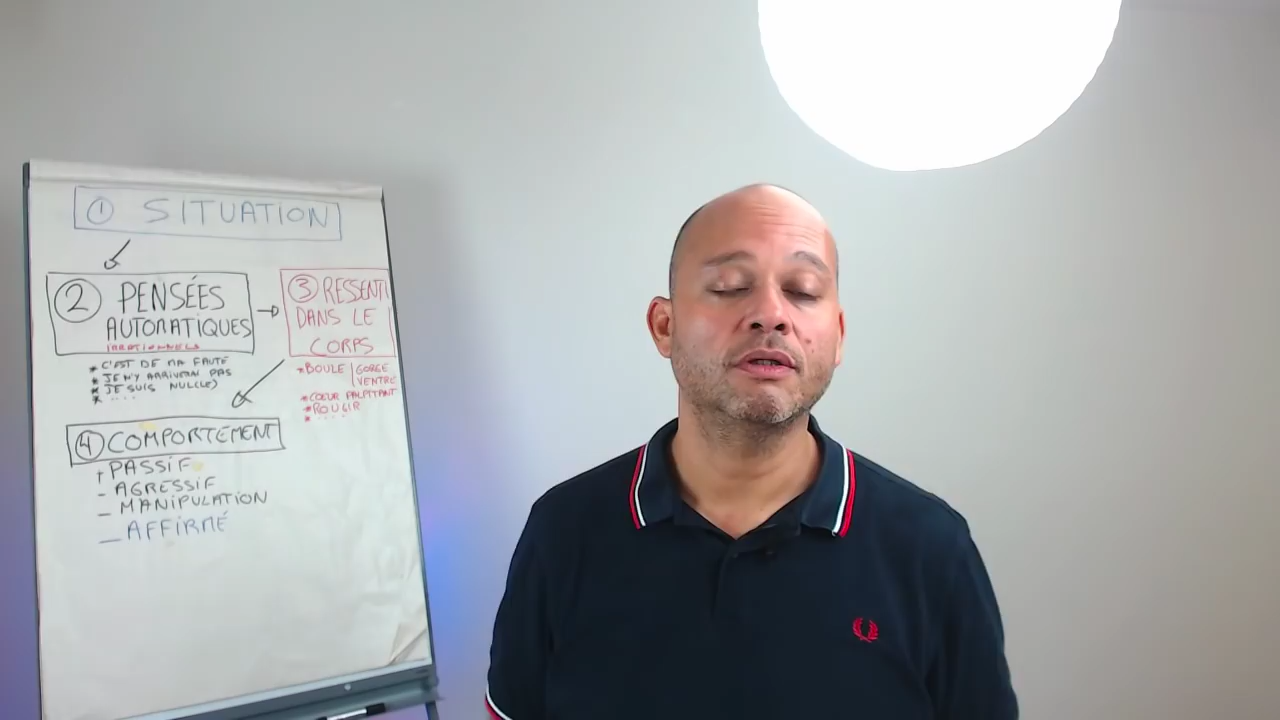 ① SITUATION
② PENSÉES
AUTOMATIQUES
IRRATIONNELS
* C'EST DE MA FAUTE
* JE N'Y ARRIVERAI PAS
* JE SUIS NUL(LE)
* ....
③ RESSENTI
DANS LE
CORPS
* BOULE | GORGE
VENTRE
* COEUR PALPITANT
* ROUGIR
* ....
④ COMPORTEMENT
+ PASSIF
- AGRESSIF
- MANIPULATION
- AFFIRMÉ